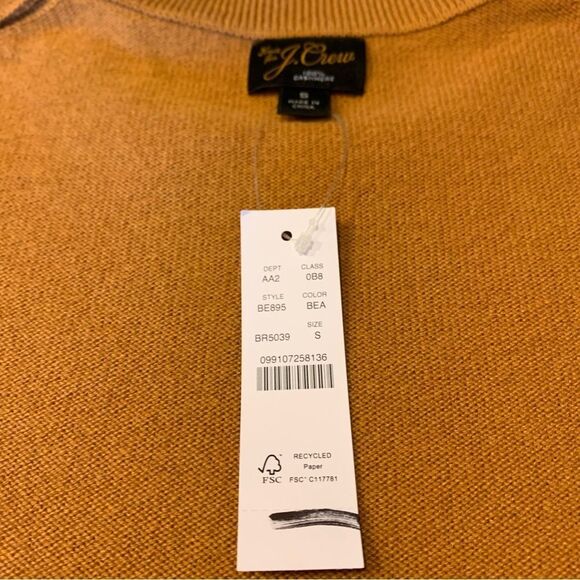 J.Crew
100%
CASHMERE
S
MADE IN
CHINA
DEPT CLASS
AA2 0B8
STYLE COLOR
BE895 BEA
SIZE
BR5039 S
099107258136
RECYCLED
Paper
FSC FSC® C117781